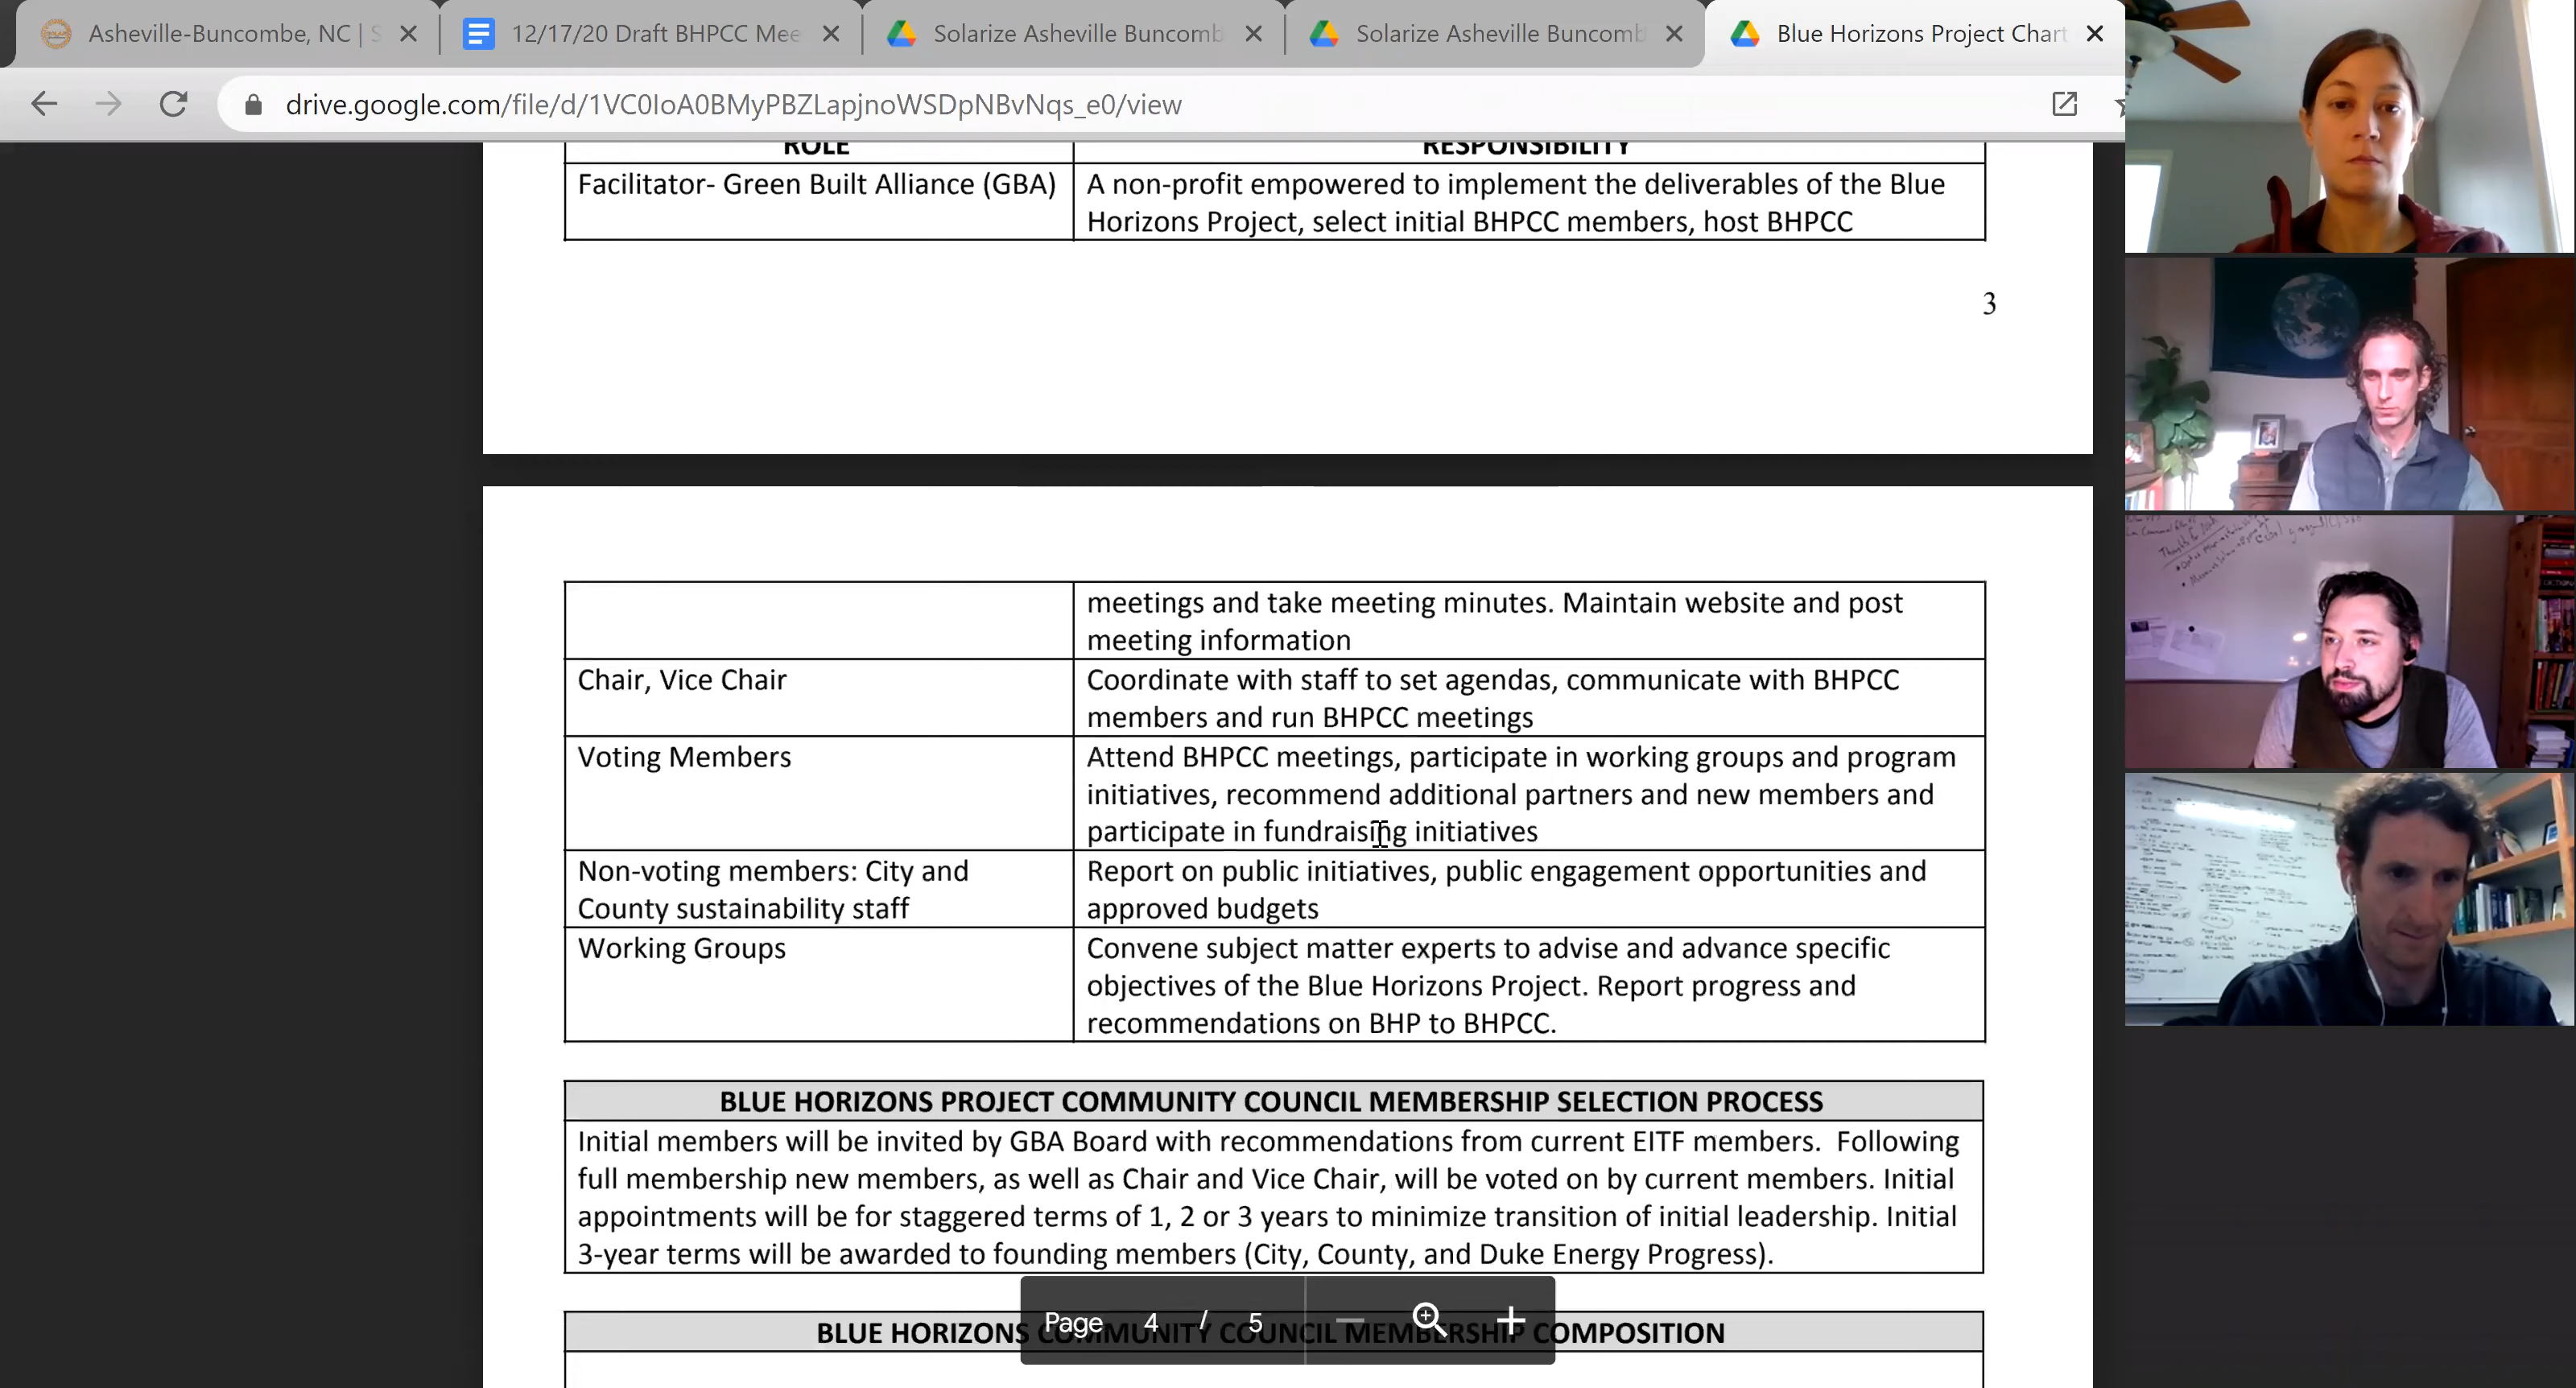 Asheville-Buncombe, NC | S
12/17/20 Draft BHPCC Mee
Solarize Asheville Buncomb
Solarize Asheville Buncomb
Blue Horizons Project Chart
drive.google.com/file/d/1VC0IoA0BMyPBZLapjnoWSDpNBvNqs_e0/view
ROLE
RESPONSIBILITY
Facilitator- Green Built Alliance (GBA)
A non-profit empowered to implement the deliverables of the Blue
Horizons Project, select initial BHPCC members, host BHPCC
3
meetings and take meeting minutes. Maintain website and post
meeting information
Chair, Vice Chair
Coordinate with staff to set agendas, communicate with BHPCC
members and run BHPCC meetings
Voting Members
Attend BHPCC meetings, participate in working groups and program
initiatives, recommend additional partners and new members and
participate in fundraising initiatives
Non-voting members: City and
County sustainability staff
Report on public initiatives, public engagement opportunities and
approved budgets
Working Groups
Convene subject matter experts to advise and advance specific
objectives of the Blue Horizons Project. Report progress and
recommendations on BHP to BHPCC.
BLUE HORIZONS PROJECT COMMUNITY COUNCIL MEMBERSHIP SELECTION PROCESS
Initial members will be invited by GBA Board with recommendations from current EITF members.  Following
full membership new members, as well as Chair and Vice Chair, will be voted on by current members. Initial
appointments will be for staggered terms of 1, 2 or 3 years to minimize transition of initial leadership. Initial
3-year terms will be awarded to founding members (City, County, and Duke Energy Progress).
BLUE HORIZONS COMMUNITY COUNCIL MEMBERSHIP COMPOSITION
Page 4 / 5